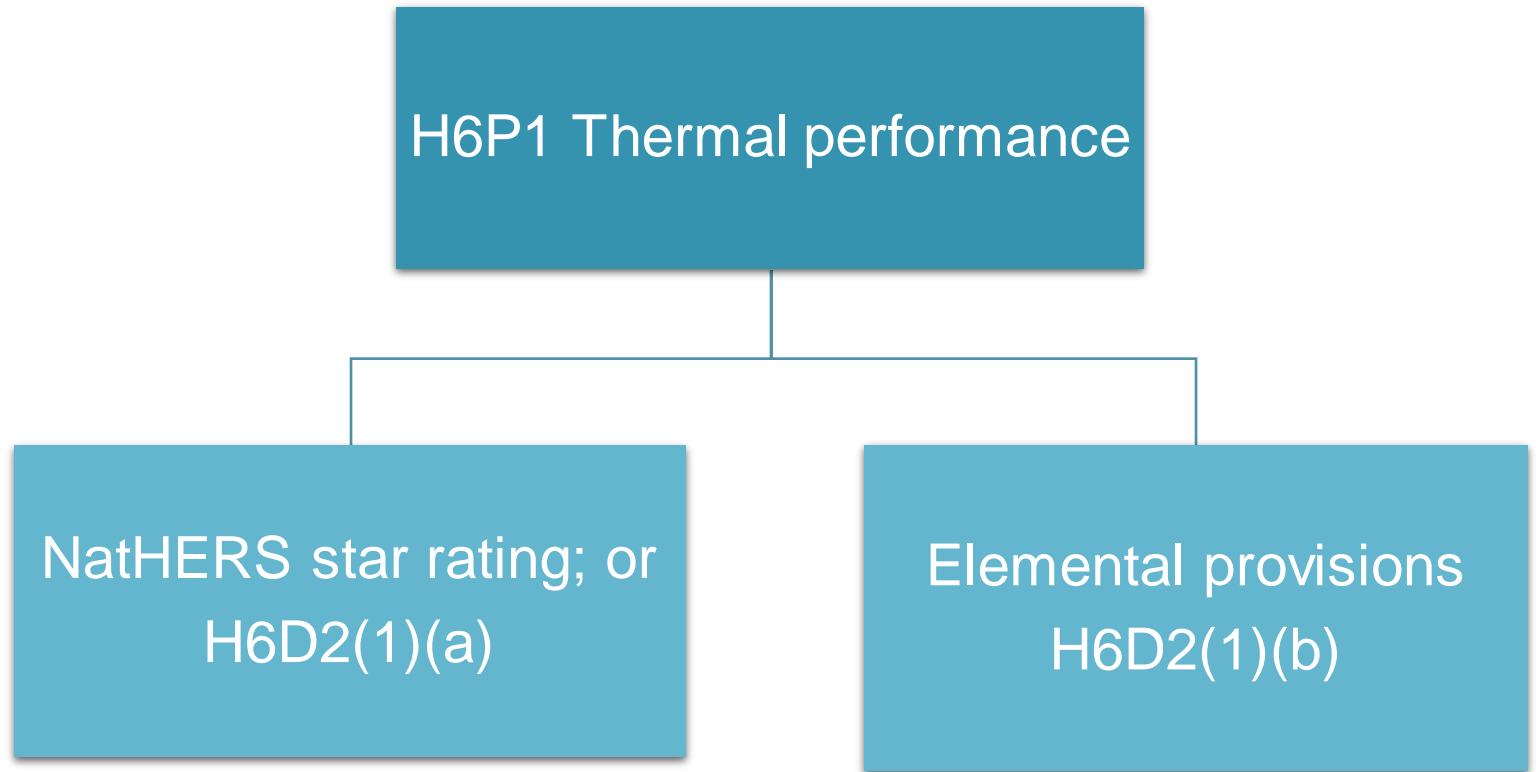 H6P1 Thermal performance
NatHERS star rating; or
H6D2(1)(a)
Elemental provisions
H6D2(1)(b)